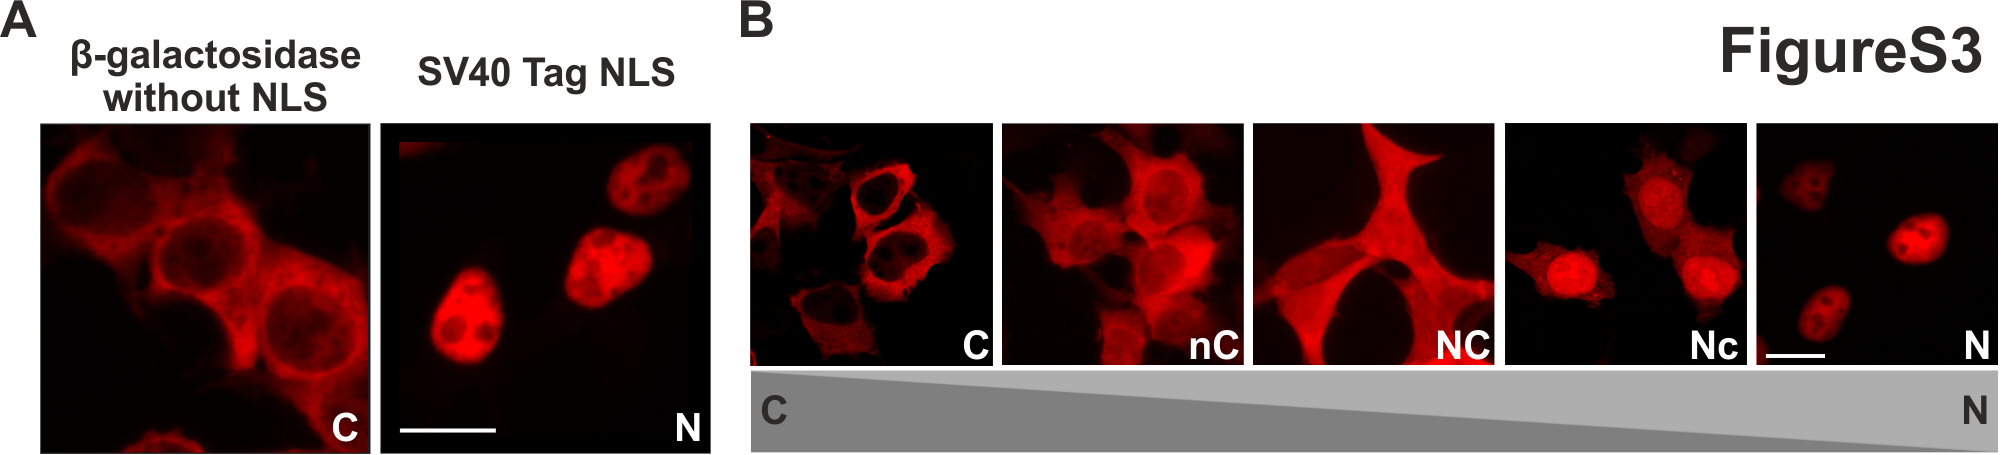 A
B
FigureS3
β-galactosidase
without NLS
SV40 Tag NLS
C
N
C
nC
NC
Nc
N
C
N